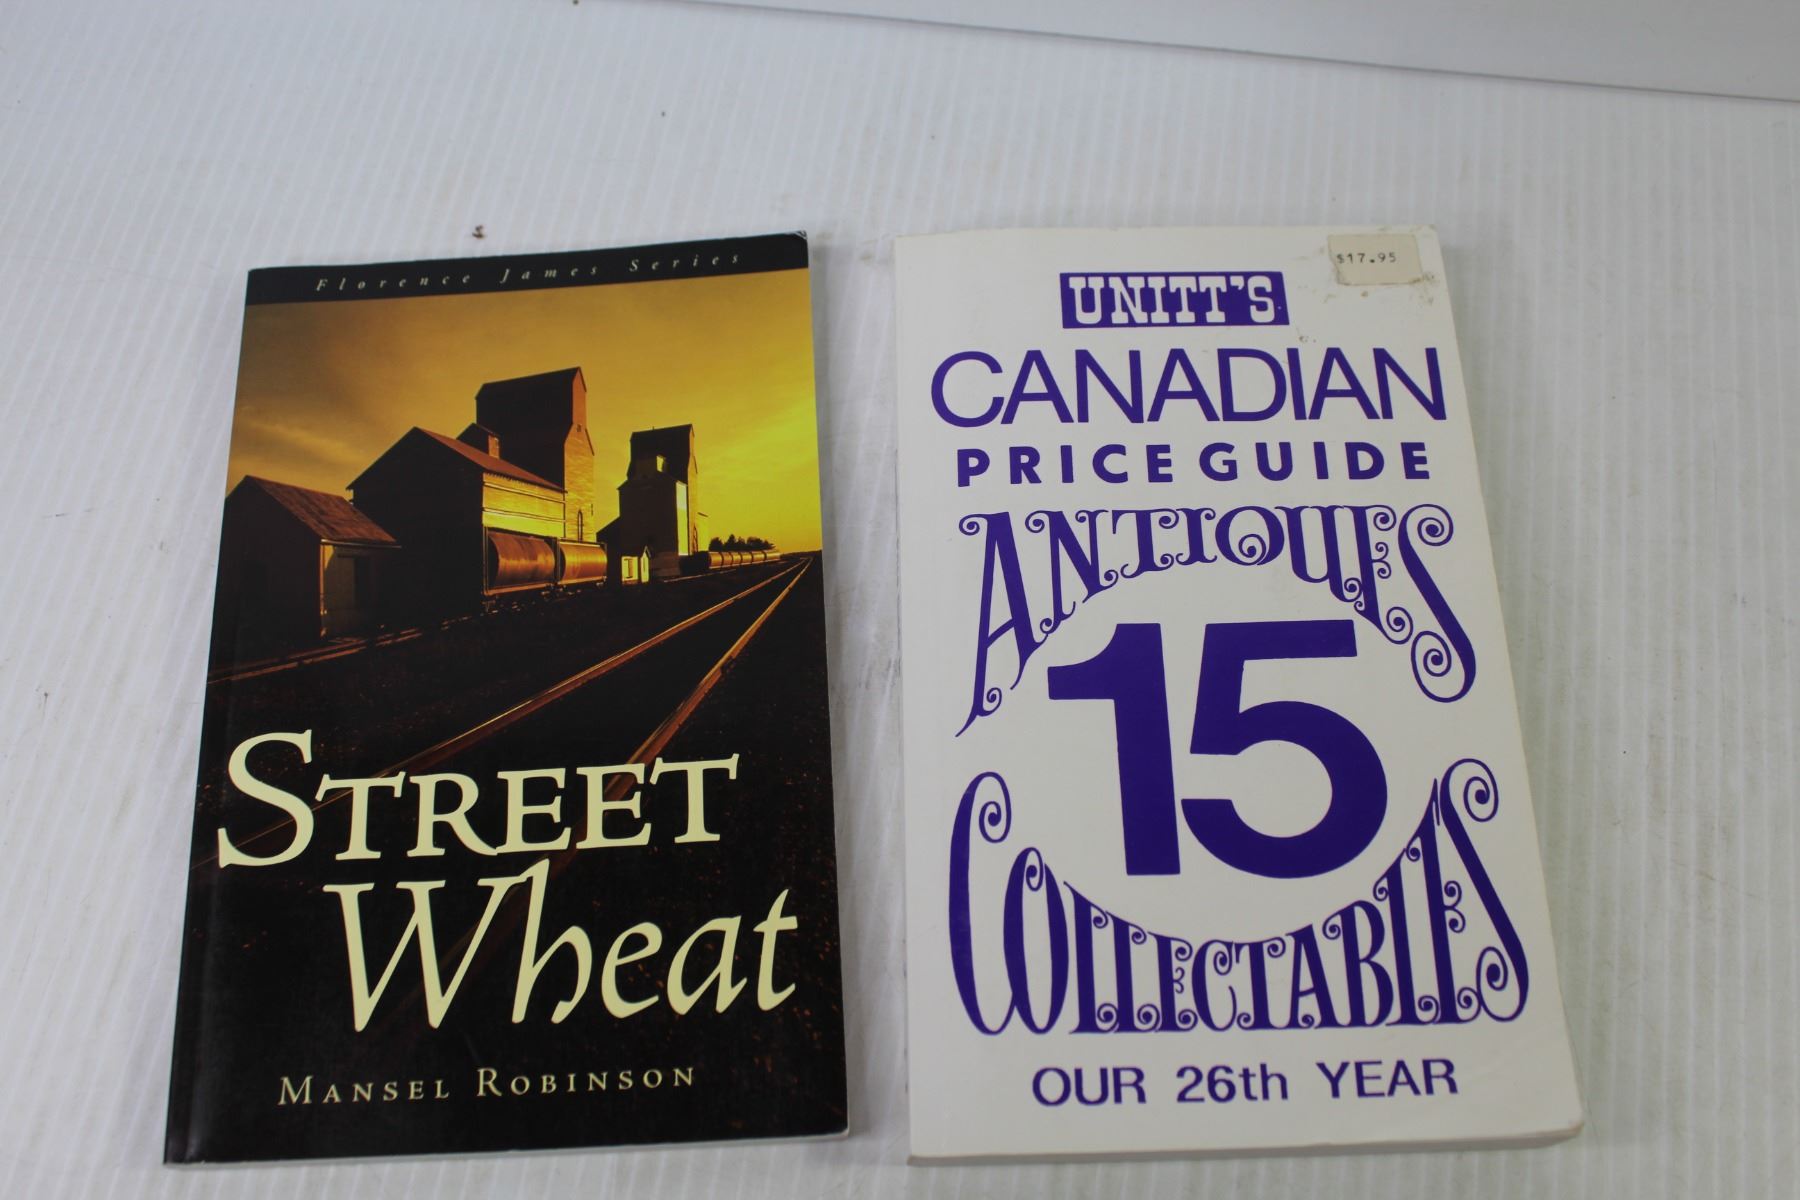 Florence James Series
STREET
Wheat
MANSEL ROBINSON
$17.95
UNITT'S
CANADIAN
PRICE GUIDE
ANTIQUES
15
COLLECTABLES
OUR 26th YEAR